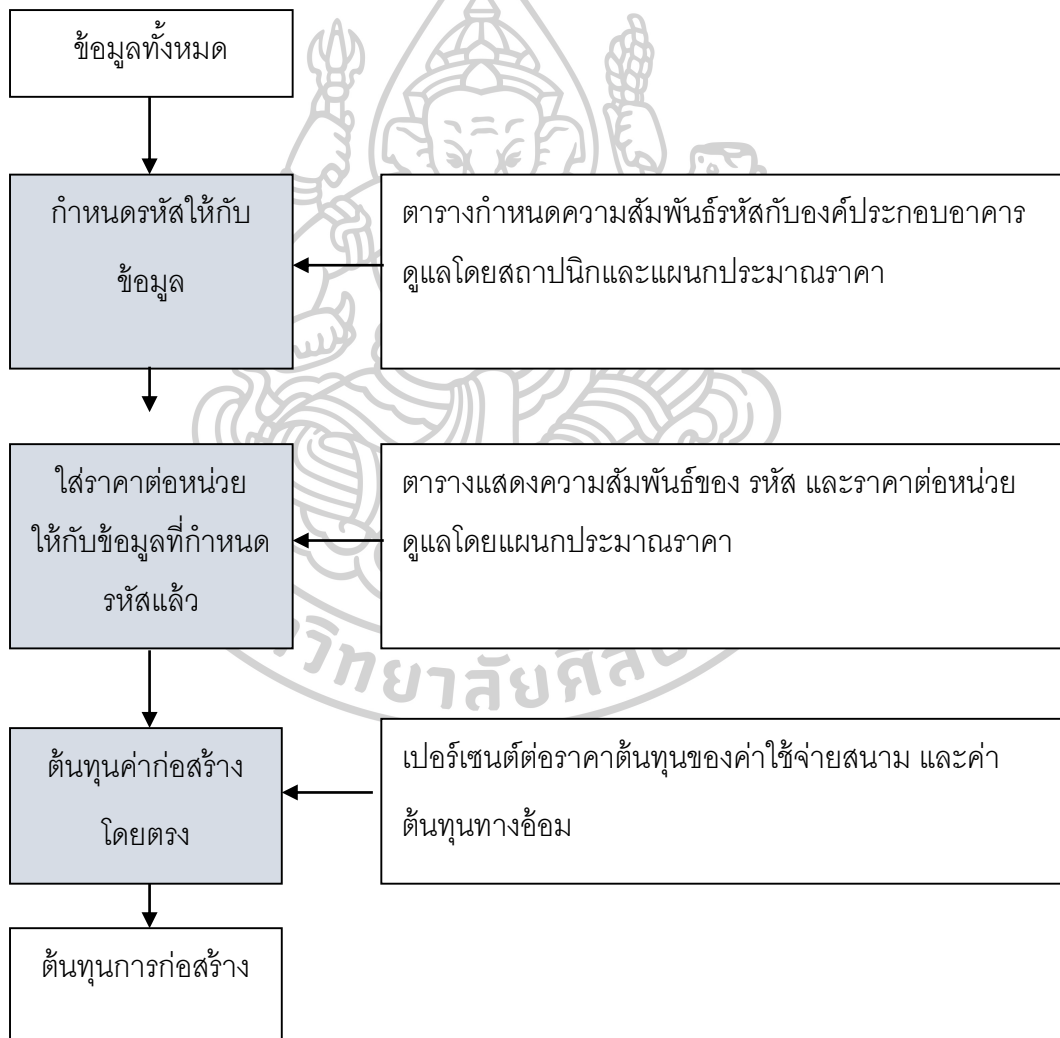 ข้อมูลทั้งหมด
กำหนดรหัสให้กับ
ข้อมูล
ตารางกำหนดความสัมพันธ์รหัสกับองค์ประกอบอาคาร
ดูแลโดยสถาปนิกและแผนกประมาณราคา
ใส่ราคาต่อหน่วย
ให้กับข้อมูลที่กำหนด
รหัสแล้ว
ตารางแสดงความสัมพันธ์ของ รหัส และราคาต่อหน่วย
ดูแลโดยแผนกประมาณราคา
ต้นทุนค่าก่อสร้าง
โดยตรง
เปอร์เซนต์ต่อราคาต้นทุนของค่าใช้จ่ายสนาม และค่า
ต้นทุนทางอ้อม
ต้นทุนการก่อสร้าง